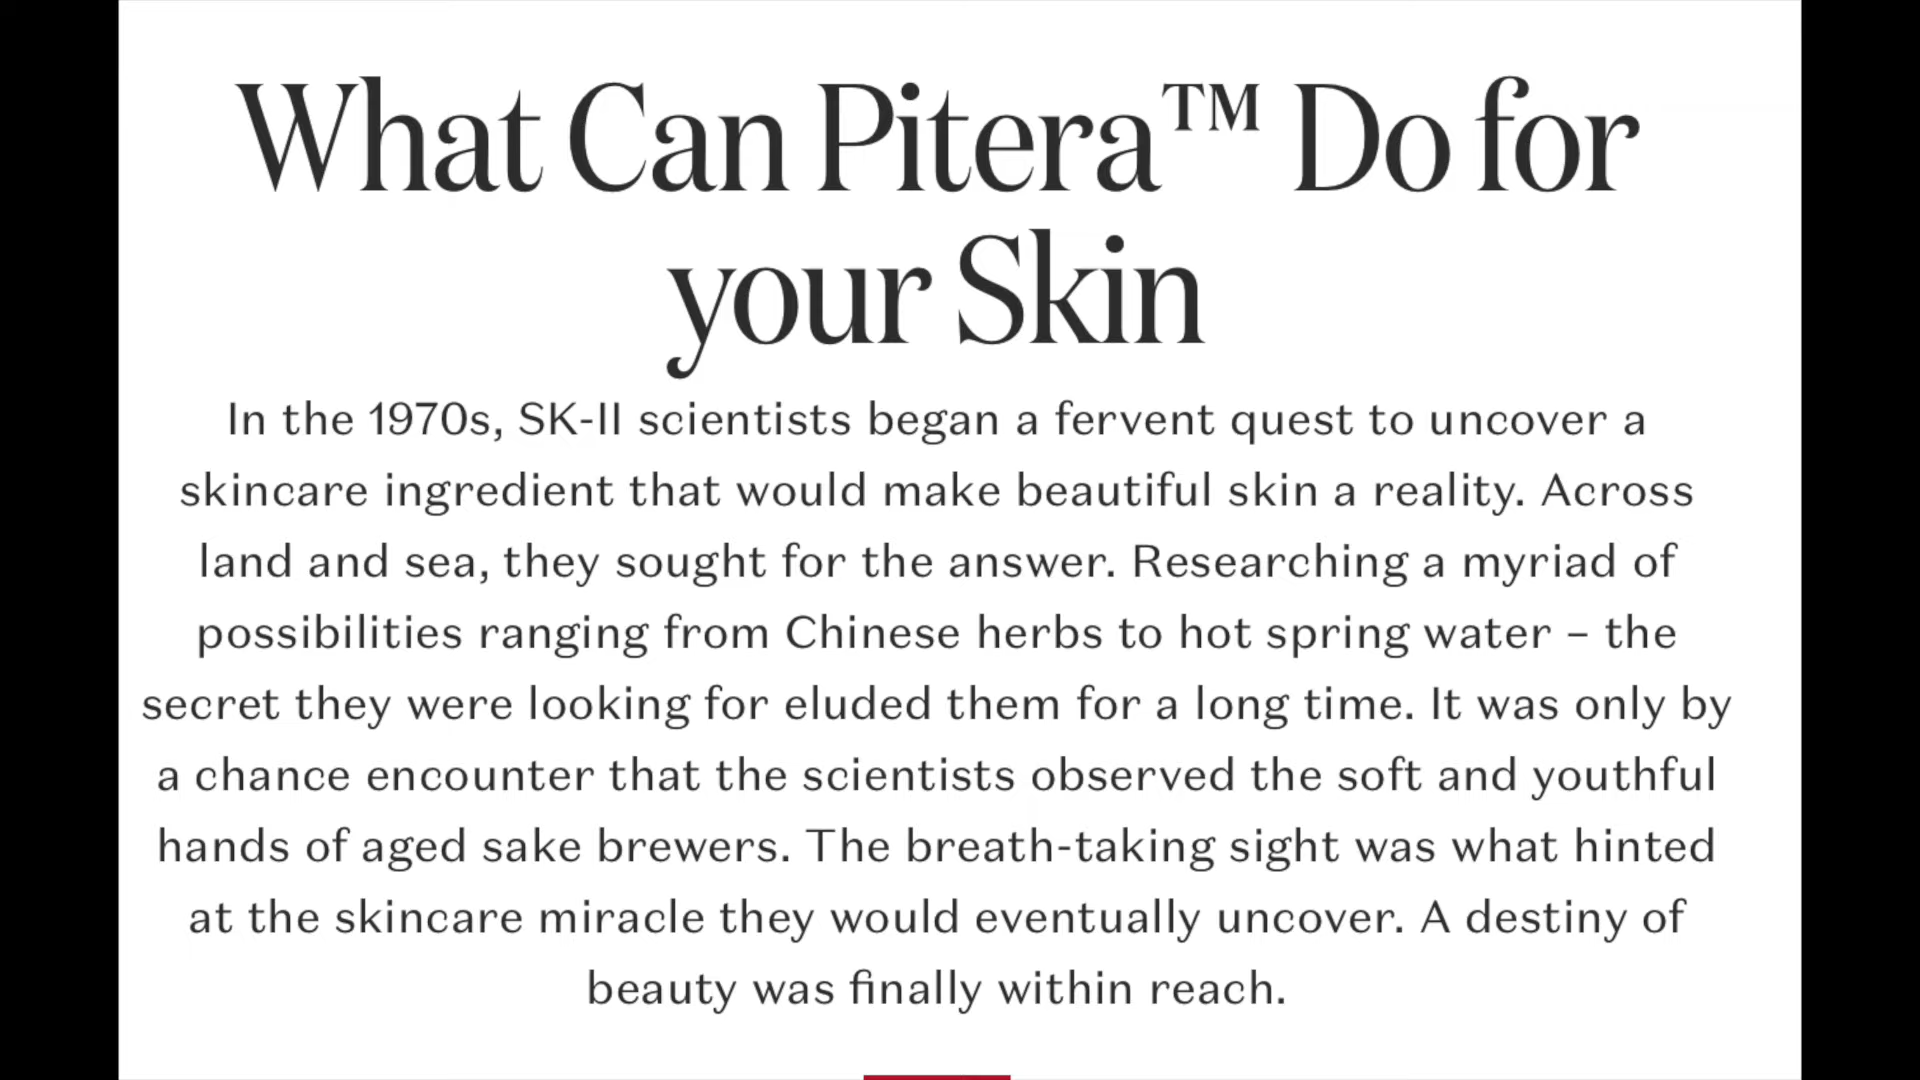 What Can Pitera™ Do for
your Skin
In the 1970s, SK-II scientists began a fervent quest to uncover a
skincare ingredient that would make beautiful skin a reality. Across
land and sea, they sought for the answer. Researching a myriad of
possibilities ranging from Chinese herbs to hot spring water – the
secret they were looking for eluded them for a long time. It was only by
a chance encounter that the scientists observed the soft and youthful
hands of aged sake brewers. The breath-taking sight was what hinted
at the skincare miracle they would eventually uncover. A destiny of
beauty was finally within reach.